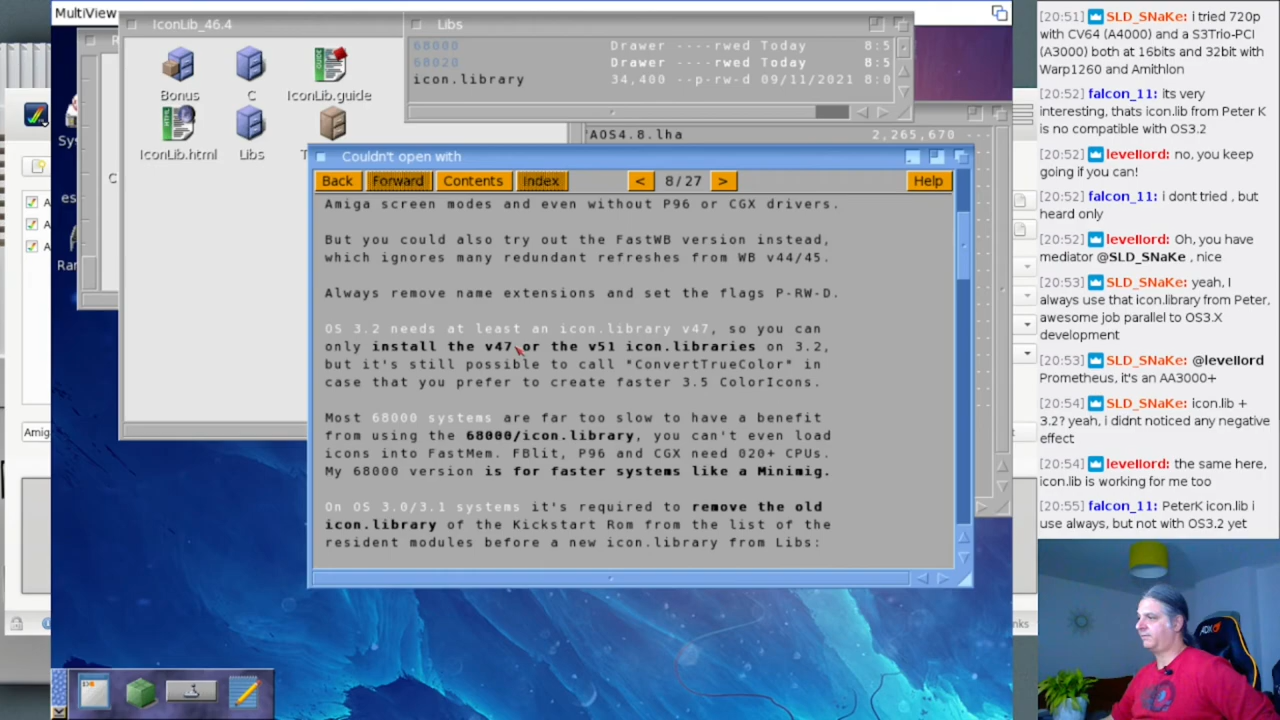 MultiView
IconLib_46.4
Bonus
C
IconLib.guide
IconLib.html
Libs
Libs
68000 Drawer ----rwed Today 8:5
68020 Drawer ----rwed Today 8:5
icon.library 34,400 --p-rw-d 09/11/2021 8:0
'AOS4.8.lha 2,265,670
Couldn't open with
Back
Forward
Contents
Index
<
8/27
>
Help
Amiga screen modes and even without P96 or CGX drivers.
But you could also try out the FastWB version instead,
which ignores many redundant refreshes from WB v44/45.
Always remove name extensions and set the flags P-RW-D.
OS 3.2 needs at least an icon.library v47, so you can
only install the v47 or the v51 icon.libraries on 3.2,
but it's still possible to call "ConvertTrueColor" in
case that you prefer to create faster 3.5 ColorIcons.
Most 68000 systems are far too slow to have a benefit
from using the 68000/icon.library, you can't even load
icons into FastMem. FBlit, P96 and CGX need 020+ CPUs.
My 68000 version is for faster systems like a Minimig.
On OS 3.0/3.1 systems it's required to remove the old
icon.library of the Kickstart Rom from the list of the
resident modules before a new icon.library from Libs:
[20:51] SLD_SNaKe: i tried 720p
with CV64 (A4000) and a S3Trio-PCI
(A3000) both at 16bits and 32bit with
Warp1260 and Amithlon
[20:52] falcon_11: its very
interesting, thats icon.lib from Peter K
is no compatible with OS3.2
[20:52] levellord: no, you keep
going if you can!
[20:52] falcon_11: i dont tried , but
heard only
[20:52] levellord: Oh, you have
mediator @SLD_SNaKe , nice
[20:53] SLD_SNaKe: yeah, I
always use that icon.library from Peter,
awesome job parallel to OS3.X
development
[20:53] SLD_SNaKe: @levellord
Prometheus, it's an AA3000+
[20:54] SLD_SNaKe: icon.lib +
3.2? yeah, i didnt noticed any negative
effect
[20:54] levellord: the same here,
icon.lib is working for me too
[20:55] falcon_11: PeterK icon.lib i
use always, but not with OS3.2 yet